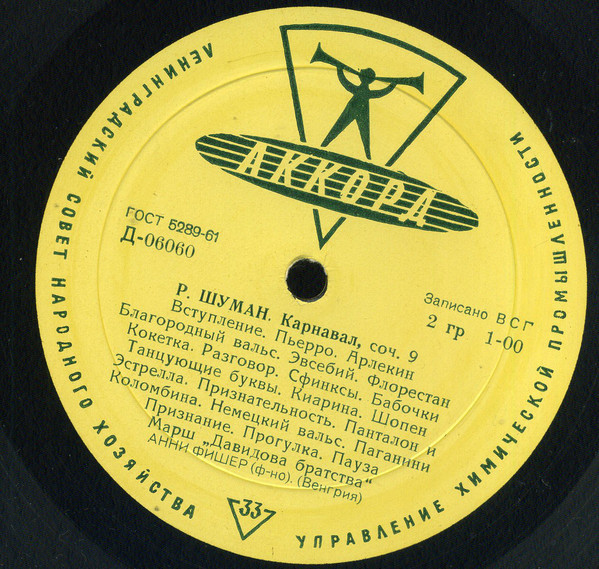 ЛЕНИНГРАДСКИЙ СОВЕТ НАРОДНОГО ХОЗЯЙСТВА
УПРАВЛЕНИЕ ХИМИЧЕСКОЙ ПРОМЫШЛЕННОСТИ
АККОРД
ГОСТ 5289-61
Д-06060
Записано ВСГ
2 гр 1-00
Р. ШУМАН. Карнавал, соч. 9
Вступление. Пьерро. Арлекин
Благородный вальс. Эвсебий. Флорестан
Кокетка. Разговор. Сфинксы. Бабочки
Танцующие буквы. Киарина. Шопен
Эстрелла. Признательность. Панталон и
Коломбина. Немецкий вальс. Паганини
Признание. Прогулка. Пауза
Марш „Давидова братства"
АННИ ФИШЕР (ф-но). (Венгрия)
33